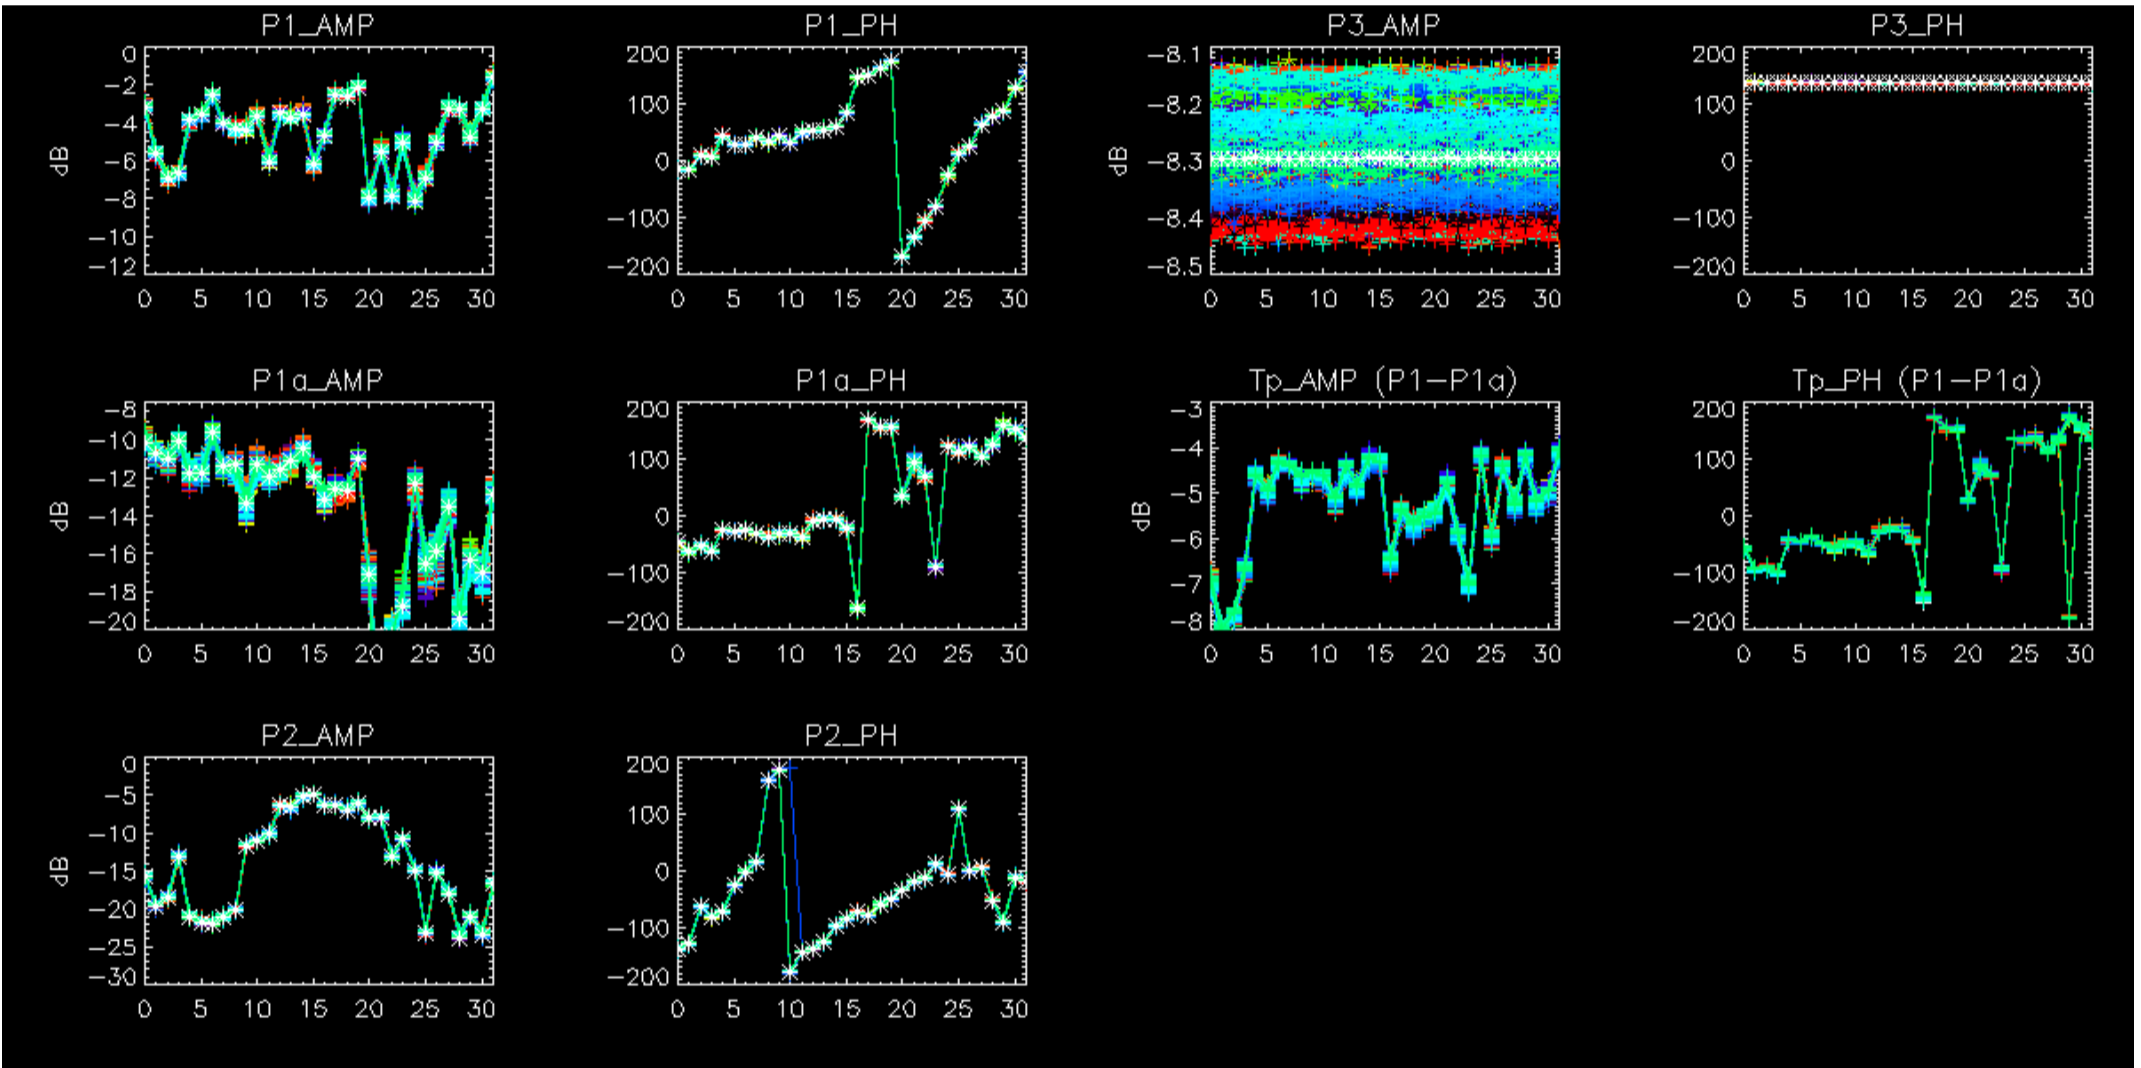 P1_AMP
0
−2
−4
−6
−8
−10
−12
dB
0 5 10 15 20 25 30
P1_PH
200
100
0
−100
−200
0 5 10 15 20 25 30
P3_AMP
−8.1
−8.2
−8.3
−8.4
−8.5
dB
0 5 10 15 20 25 30
P3_PH
200
100
0
−100
−200
0 5 10 15 20 25 30
P1a_AMP
−8
−10
−12
−14
−16
−18
−20
dB
0 5 10 15 20 25 30
P1a_PH
200
100
0
−100
−200
0 5 10 15 20 25 30
Tp_AMP (P1−P1a)
−3
−4
−5
−6
−7
−8
dB
0 5 10 15 20 25 30
Tp_PH (P1−P1a)
200
100
0
−100
−200
0 5 10 15 20 25 30
P2_AMP
0
−5
−10
−15
−20
−25
−30
dB
0 5 10 15 20 25 30
P2_PH
200
100
0
−100
−200
0 5 10 15 20 25 30